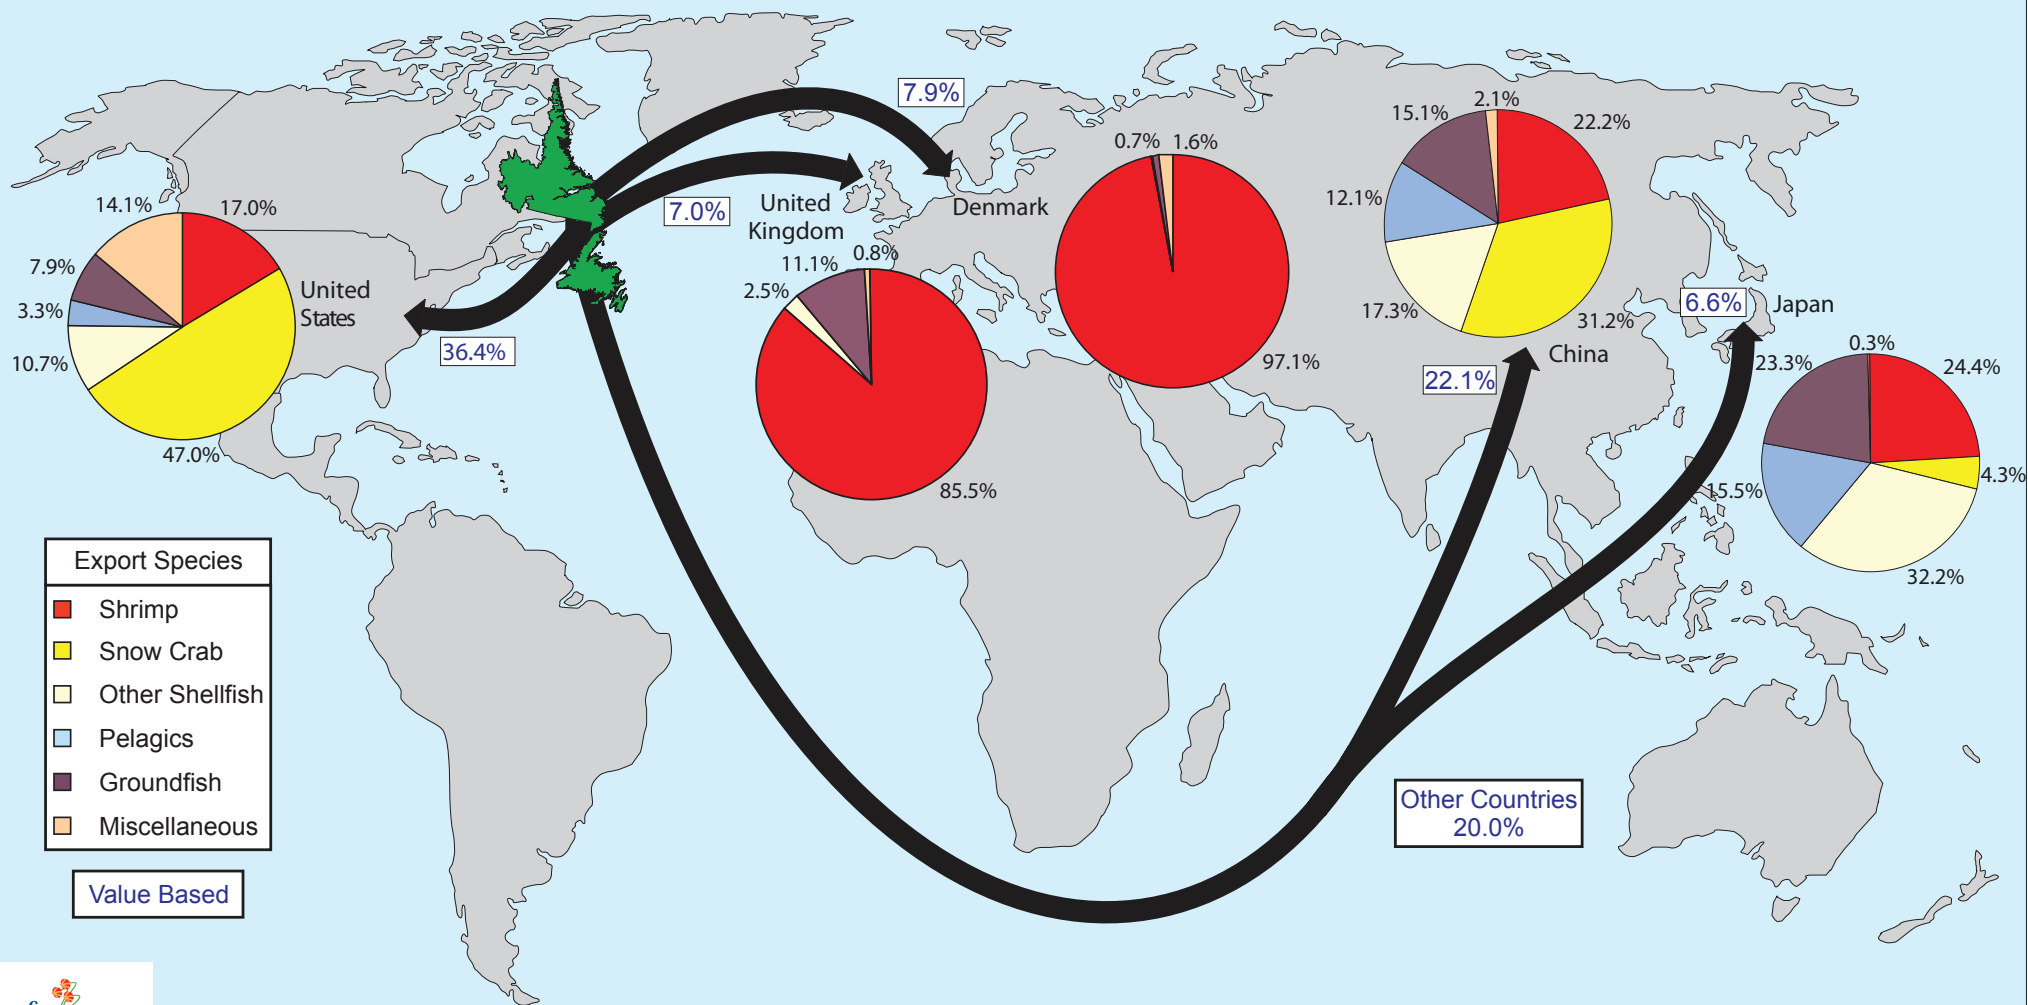 7.9%
7.0%
United
Kingdom
Denmark
36.4%
United
States
14.1%
17.0%
7.9%
3.3%
10.7%
47.0%
0.8%
11.1%
2.5%
85.5%
0.7%
1.6%
97.1%
2.1%
15.1%
22.2%
12.1%
17.3%
31.2%
China
22.1%
6.6%
Japan
0.3%
23.3%
24.4%
4.3%
15.5%
32.2%
Export Species
Shrimp
Snow Crab
Other Shellfish
Pelagics
Groundfish
Miscellaneous
Value Based
Other Countries
20.0%